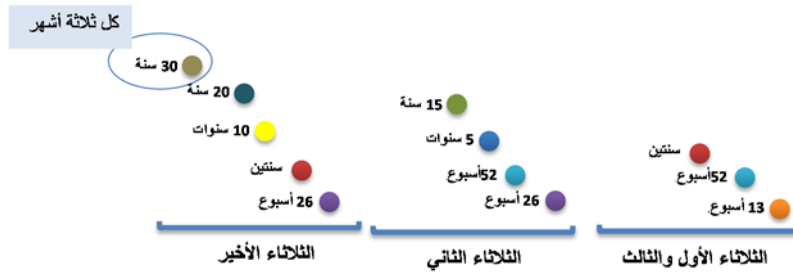 كل ثلاثة أشهر
30 سنة
20 سنة
10 سنوات
سنتين
26 أسبوع
الثلاثاء الأخير
15 سنة
5 سنوات
52أسبوع
26 أسبوع
الثلاثاء الثاني
سنتين
52أسبوع
13 أسبوع.
الثلاثاء الأول والثالث